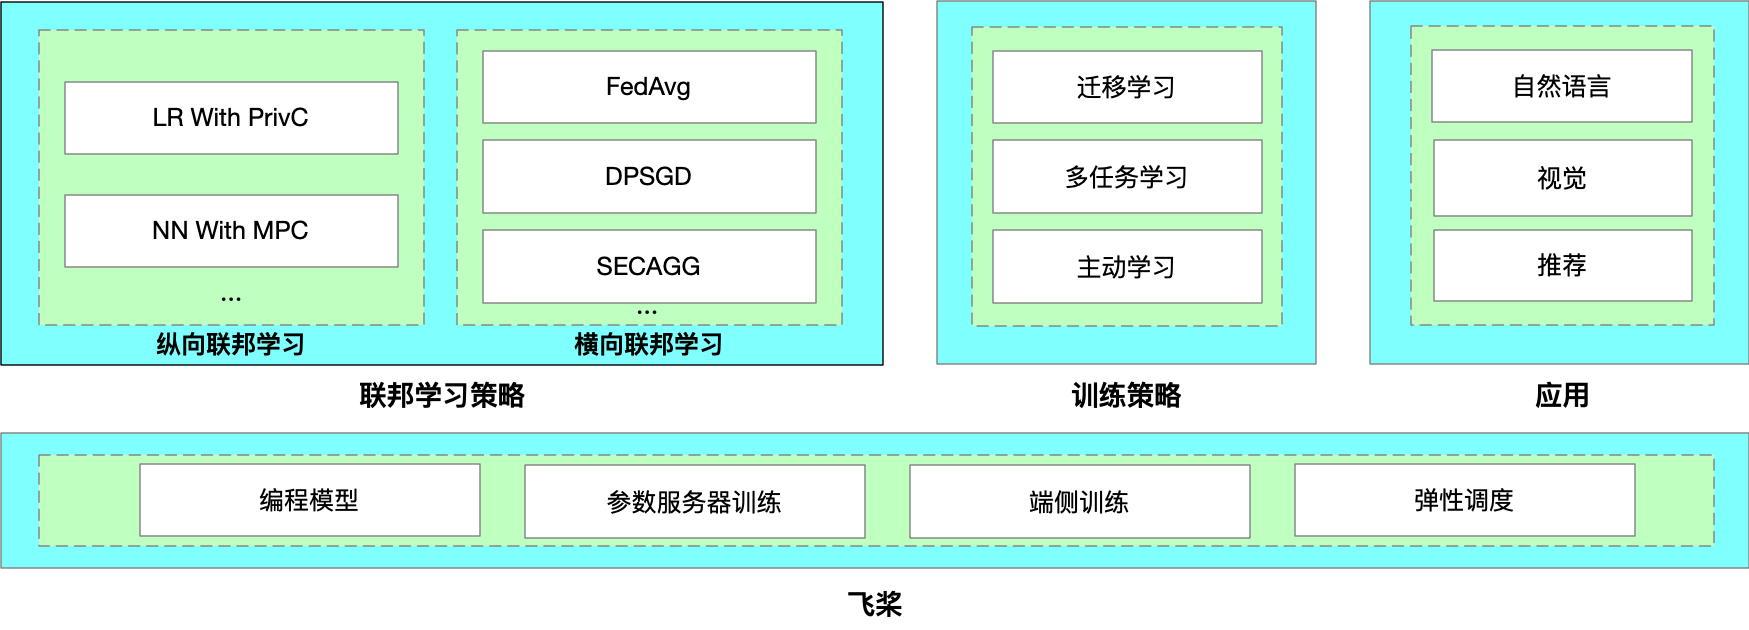 LR With PrivC
NN With MPC
...
纵向联邦学习
FedAvg
DPSGD
SECAGG
...
横向联邦学习
联邦学习策略
迁移学习
多任务学习
主动学习
训练策略
自然语言
视觉
推荐
应用
编程模型
参数服务器训练
端侧训练
弹性调度
飞桨